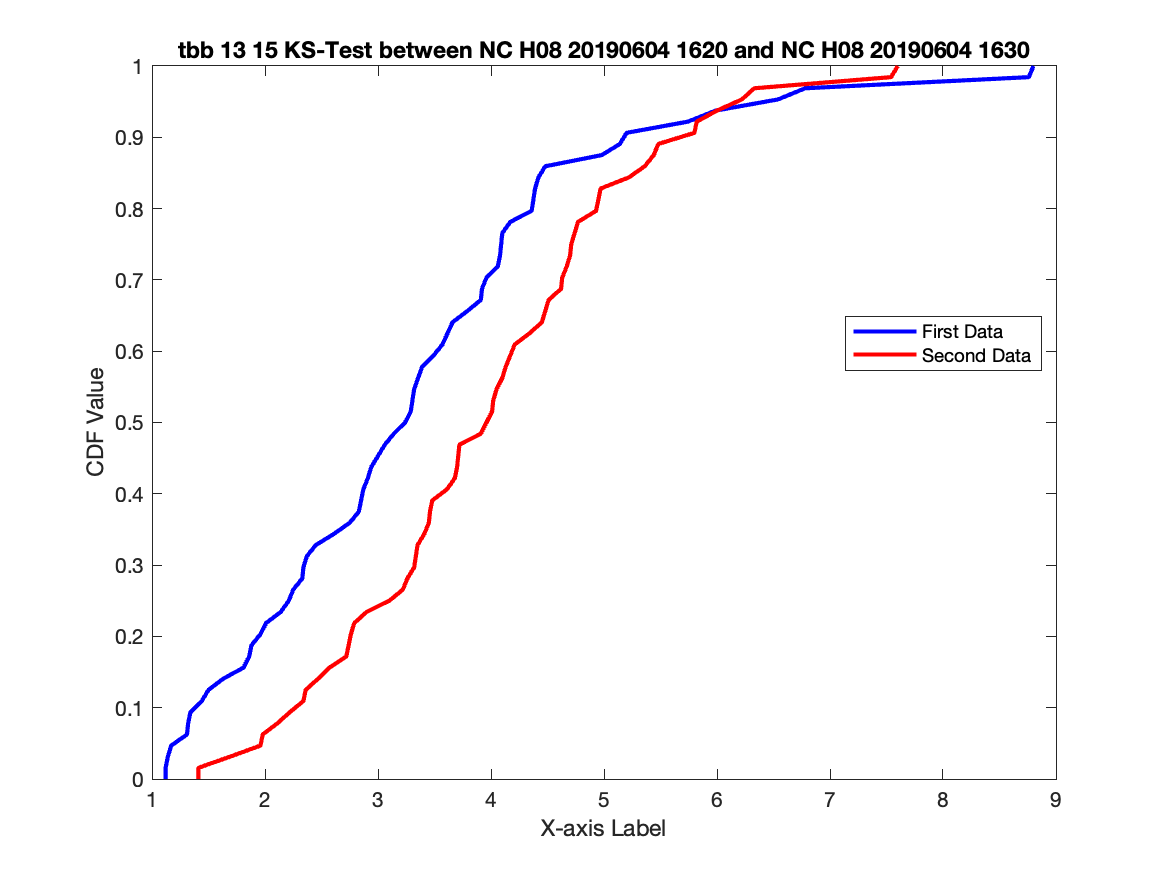 tbb 13 15 KS-Test between NC H08 20190604 1620 and NC H08 20190604 1630
1
0.9
0.8
0.7
0.6
0.5
0.4
0.3
0.2
0.1
0
CDF Value
First Data
Second Data
1 2 3 4 5 6 7 8 9
X-axis Label